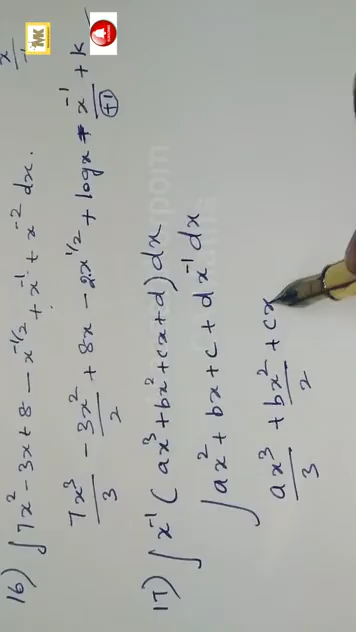 16) ∫7x² - 3x + 8 - x^(-1/2) + x^(-1) + x^(-2) dx.
7x³/3 - 3x²/2 + 8x - 2x^(1/2) + log x + x^(-1)/(+1) + k
17) ∫ x^(-1) (ax³ + bx² + cx + d) dx
∫ ax² + bx + c + d x^(-1) dx
ax³/3 + bx²/2 + cx
MK